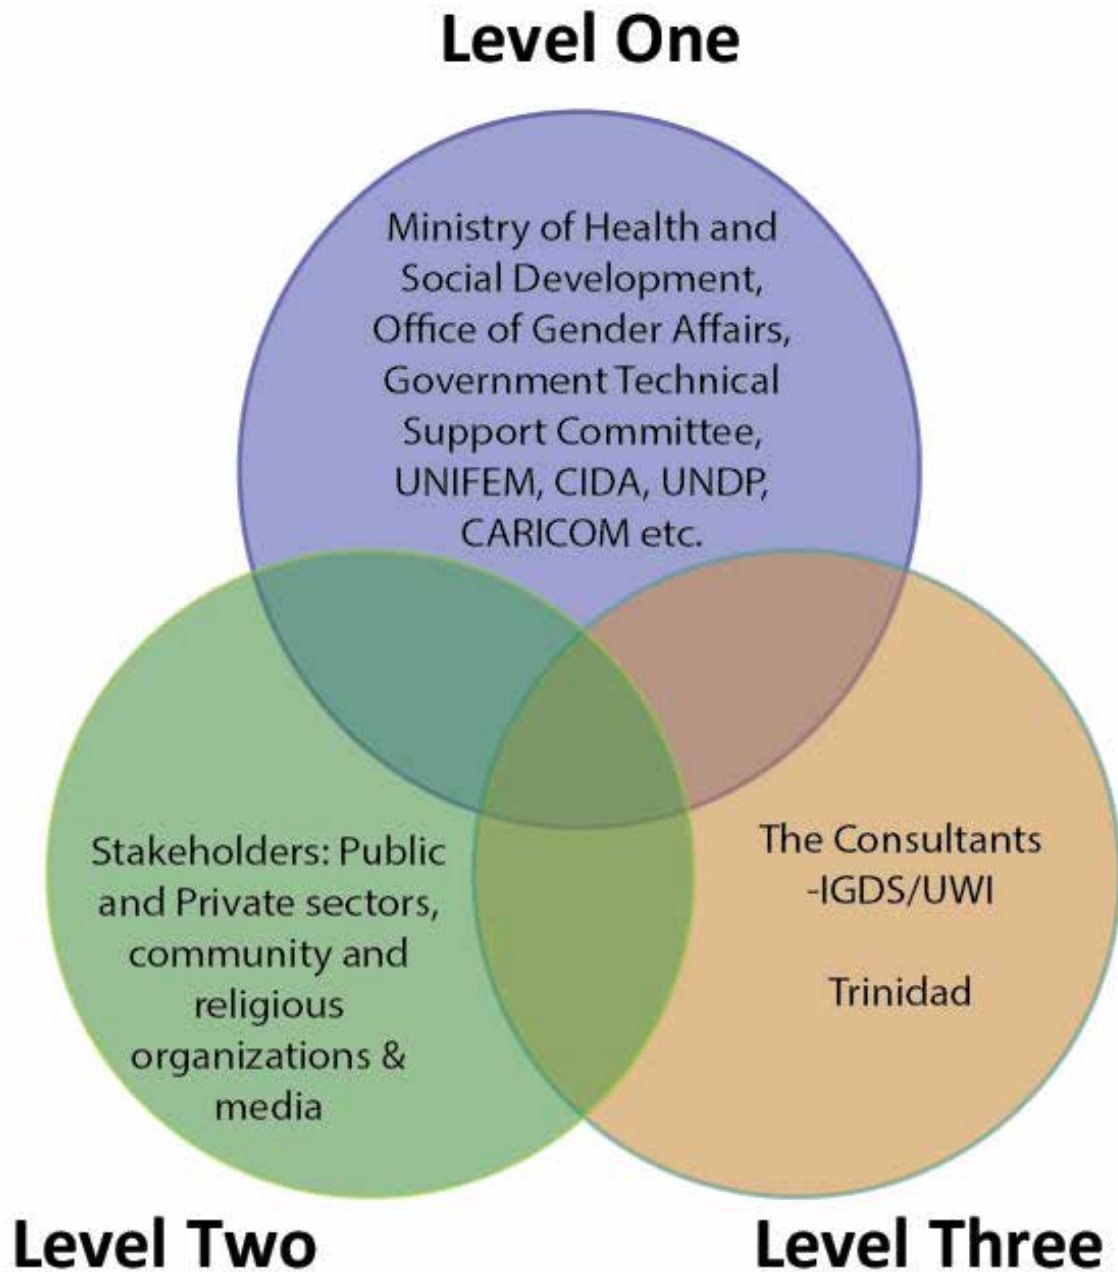 Level One
Ministry of Health and
Social Development,
Office of Gender Affairs,
Government Technical
Support Committee,
UNIFEM, CIDA, UNDP,
CARICOM etc.
Stakeholders: Public
and Private sectors,
community and
religious
organizations &
media
The Consultants
-IGDS/UWI
Trinidad
Level Two
Level Three